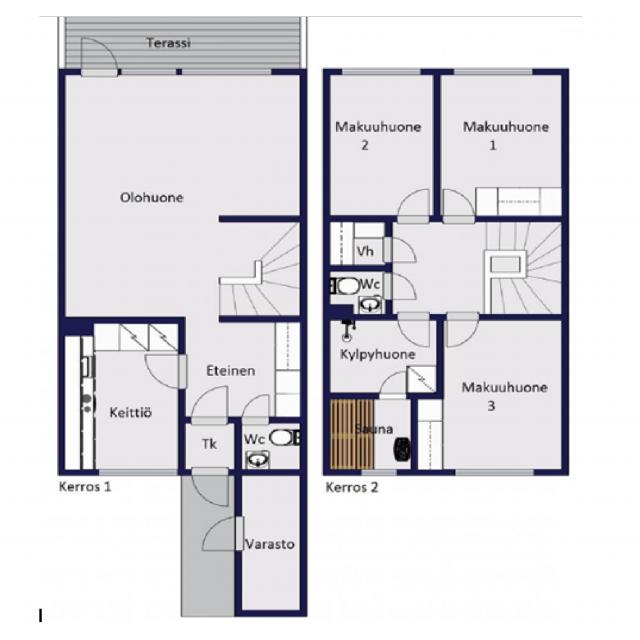 Terassi
Olohuone
Eteinen
Keittiö
Tk
Wc
Kerros 1
Varasto
Makuuhuone
2
Makuuhuone
1
Vh
Wc
Kylpyhuone
Makuuhuone
3
Sauna
Kerros 2